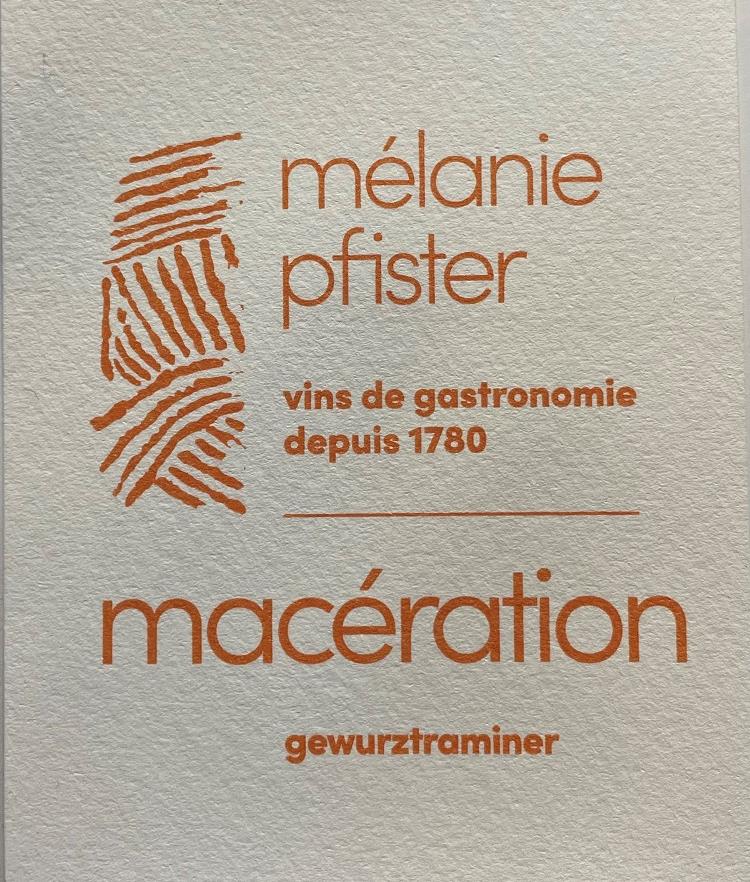 mélanie
pfister
vins de gastronomie
depuis 1780
macération
gewurztraminer